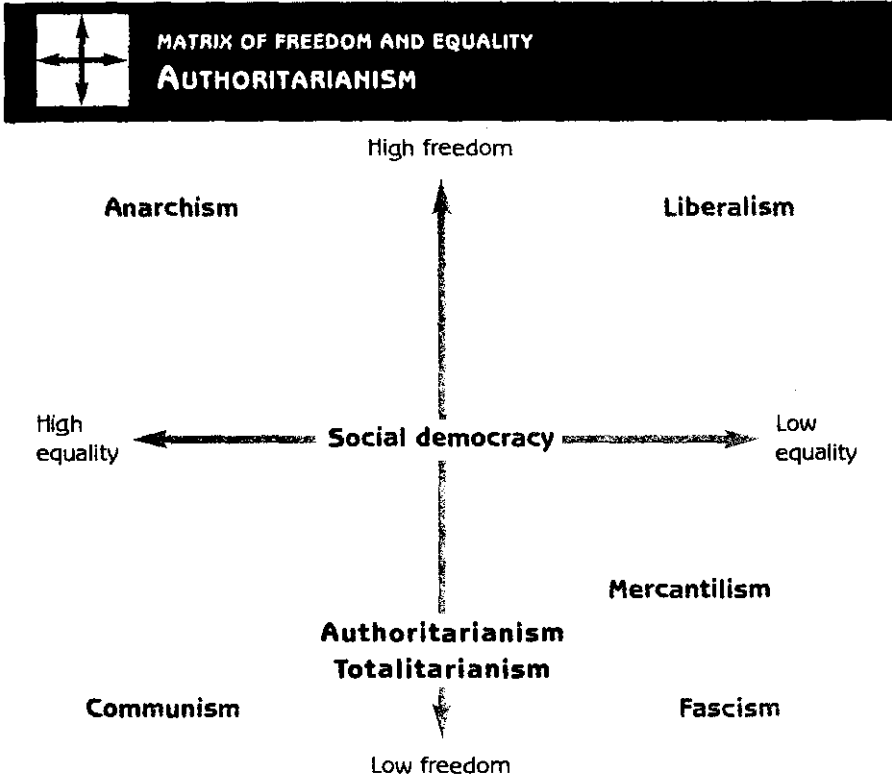 MATRIX OF FREEDOM AND EQUALITY
AUTHORITARIANISM
High freedom
Anarchism
Liberalism
High
equality
Social democracy
Low
equality
Mercantilism
Authoritarianism
Totalitarianism
Communism
Fascism
Low freedom